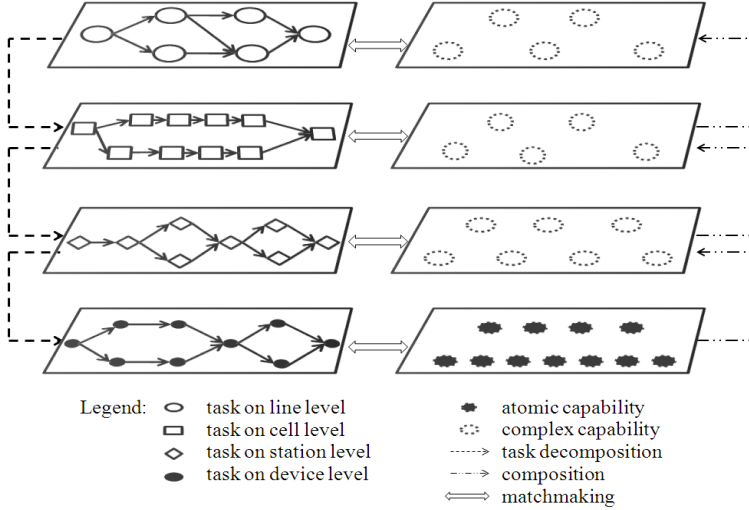 Legend:
task on line level
task on cell level
task on station level
task on device level
atomic capability
complex capability
task decomposition
composition
matchmaking